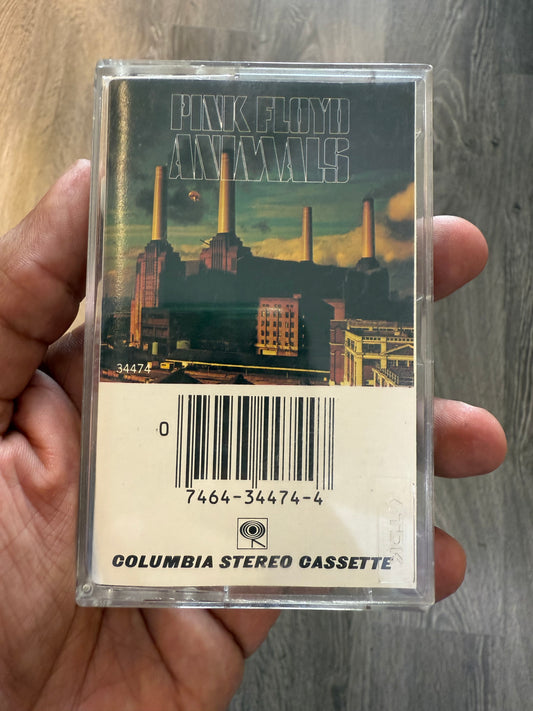 PINK FLOYD
ANIMALS
34474
0
7464-34474-4
COLUMBIA STEREO CASSETTE